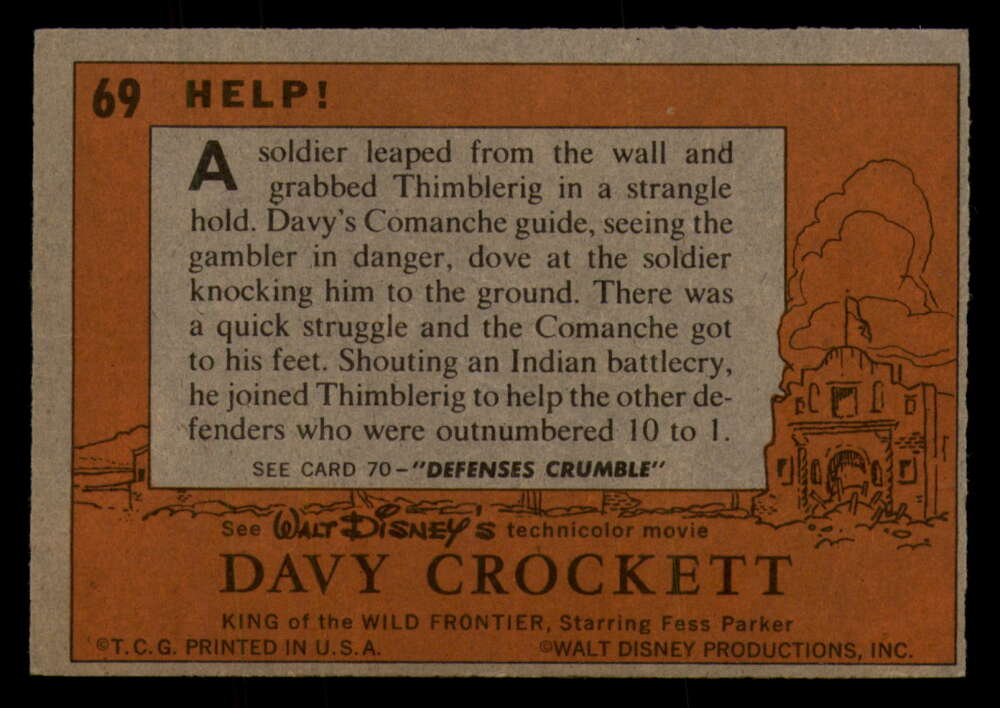 69 HELP!
A soldier leaped from the wall and
grabbed Thimblerig in a strangle
hold. Davy's Comanche guide, seeing the
gambler in danger, dove at the soldier
knocking him to the ground. There was
a quick struggle and the Comanche got
to his feet. Shouting an Indian battlecry,
he joined Thimblerig to help the other de-
fenders who were outnumbered 10 to 1.
SEE CARD 70-"DEFENSES CRUMBLE"
See WALT DISNEY'S technicolor movie
DAVY CROCKETT
KING of the WILD FRONTIER, Starring Fess Parker
©T.C.G. PRINTED IN U.S.A. ©WALT DISNEY PRODUCTIONS, INC.